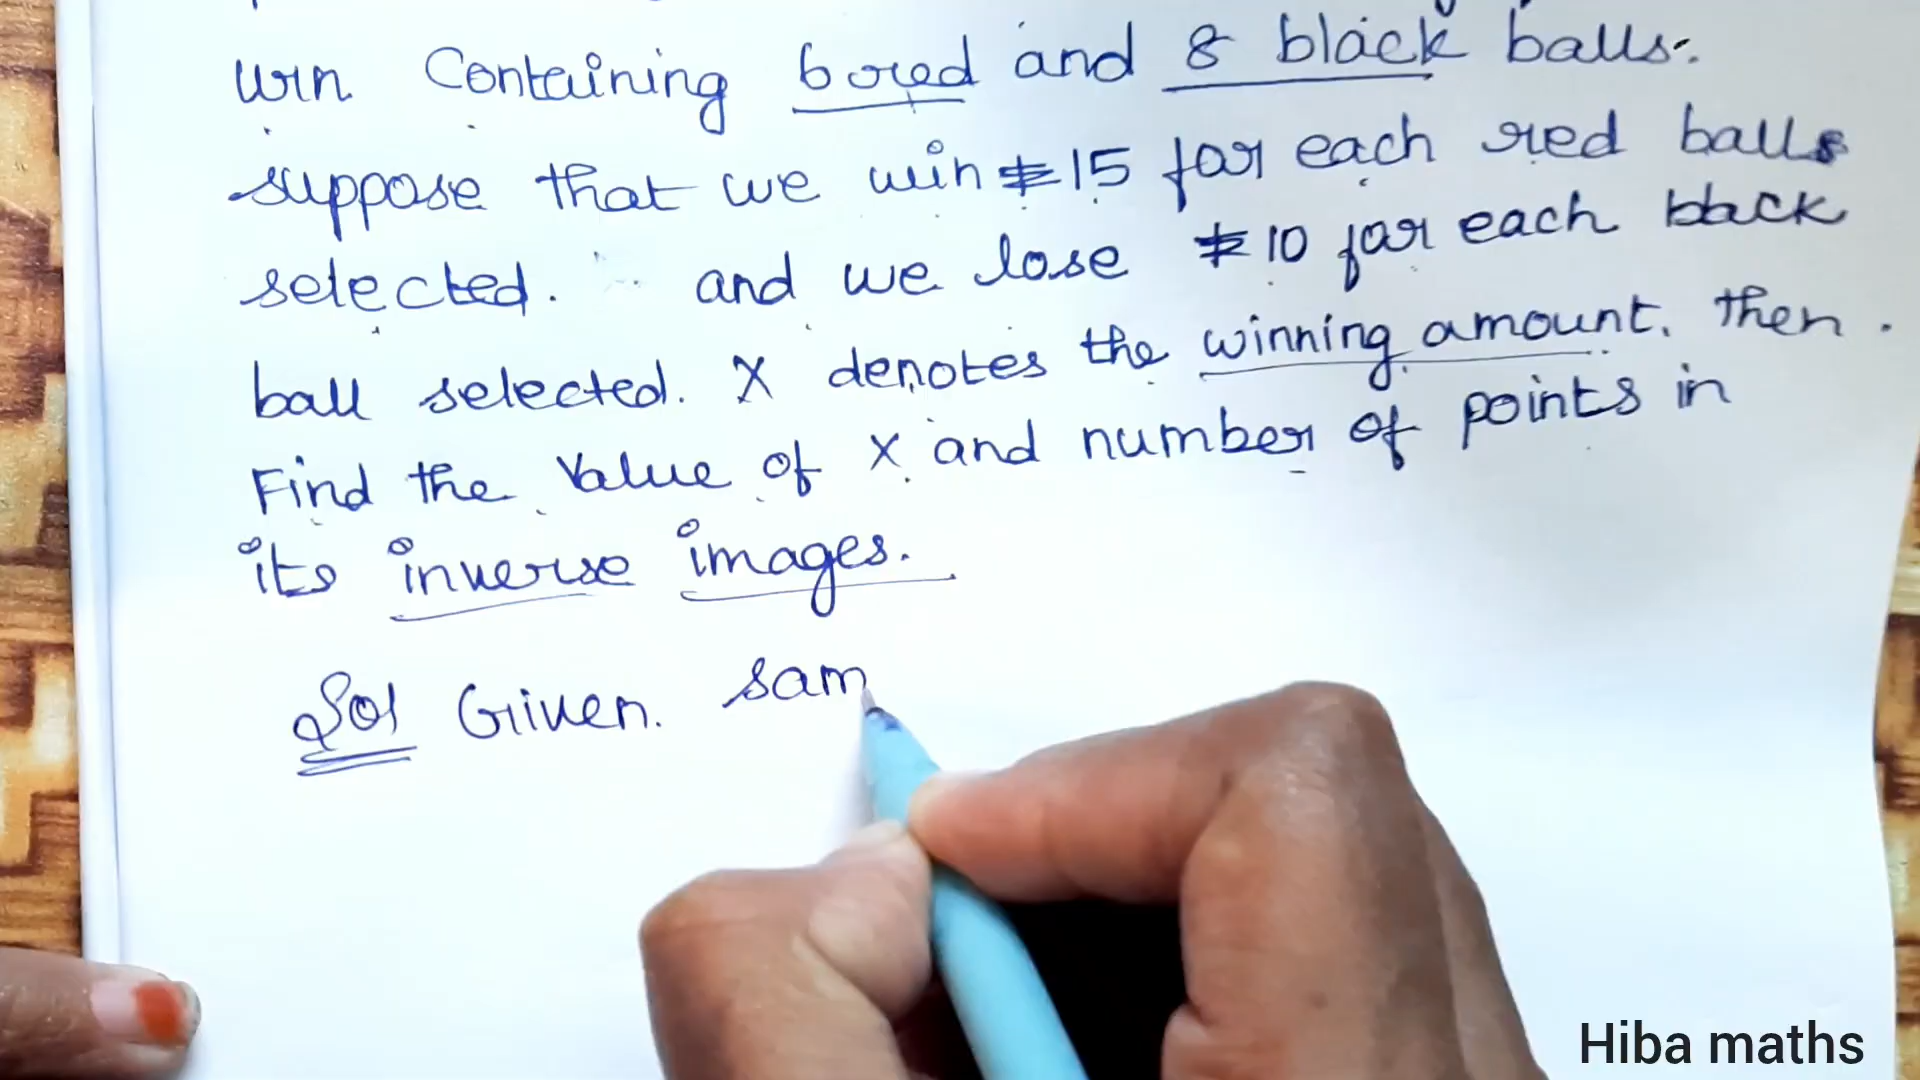 urn containing 6 red and 8 black balls.
suppose that we win ₹15 for each red balls
selected. and we lose ₹10 for each black
ball selected. X denotes the winning amount. then
Find the value of X and number of points in
its inverse images.
Sol Given. sam
Hiba maths